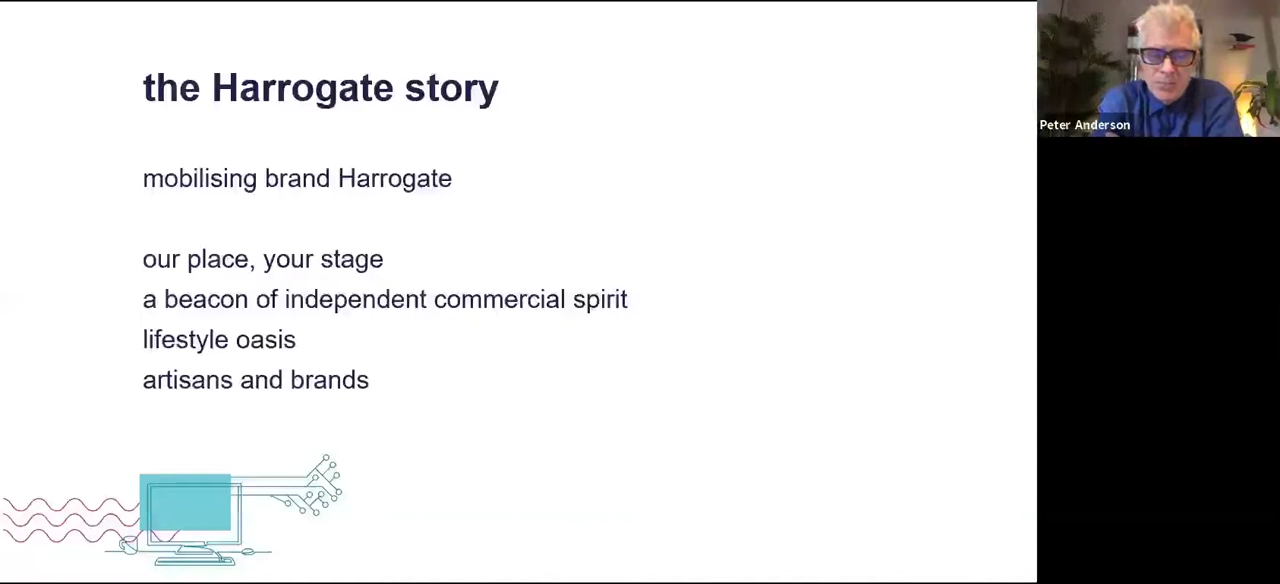 the Harrogate story
mobilising brand Harrogate
our place, your stage
a beacon of independent commercial spirit
lifestyle oasis
artisans and brands
Peter Anderson